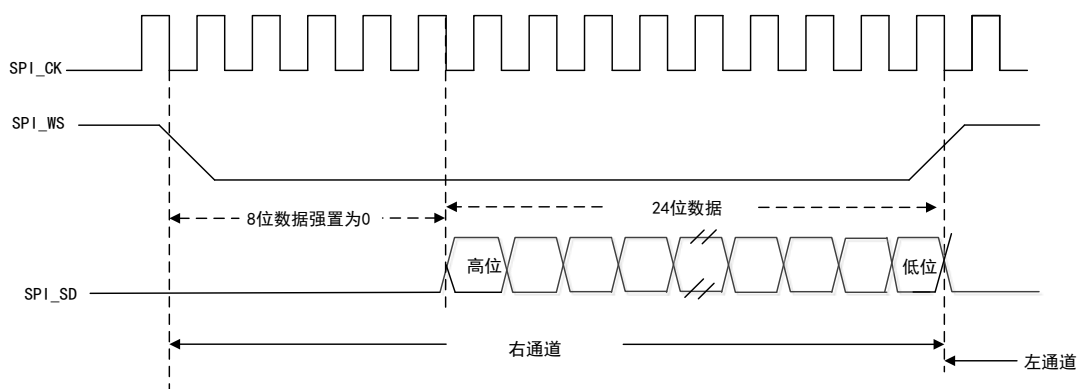 SPI_CK
SPI_WS
8位数据强置为0
24位数据
高位
低位
SPI_SD
右通道
左通道